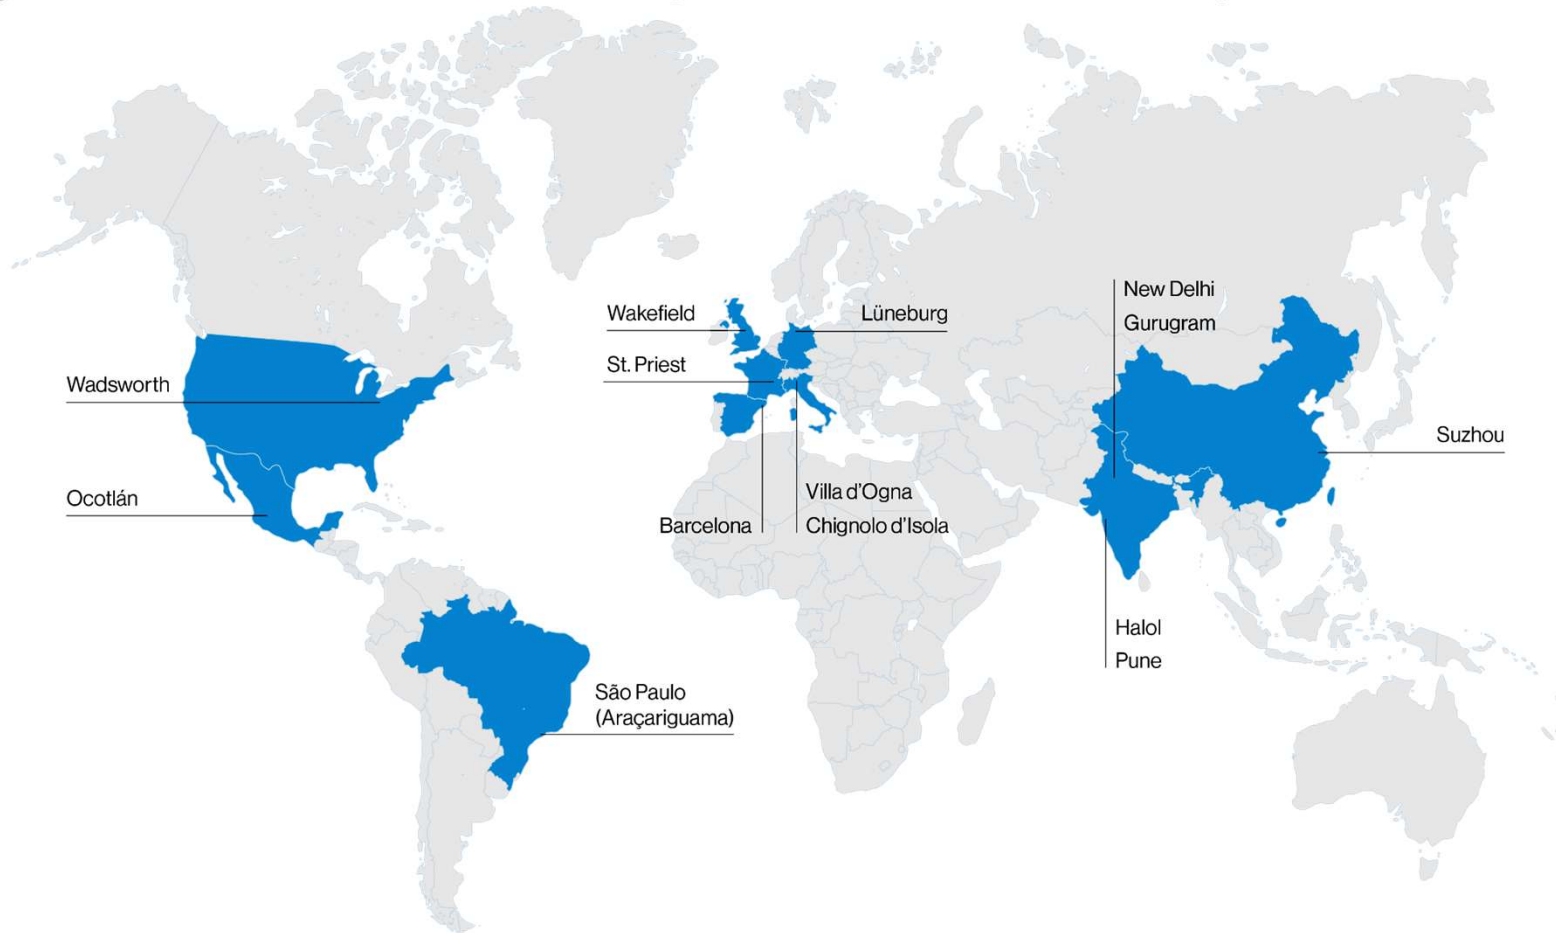 Wadsworth
Ocotlán
São Paulo
(Araçariguama)
Wakefield
St. Priest
Lüneburg
Barcelona
Villa d'Ogna
Chignolo d'Isola
New Delhi
Gurugram
Halol
Pune
Suzhou